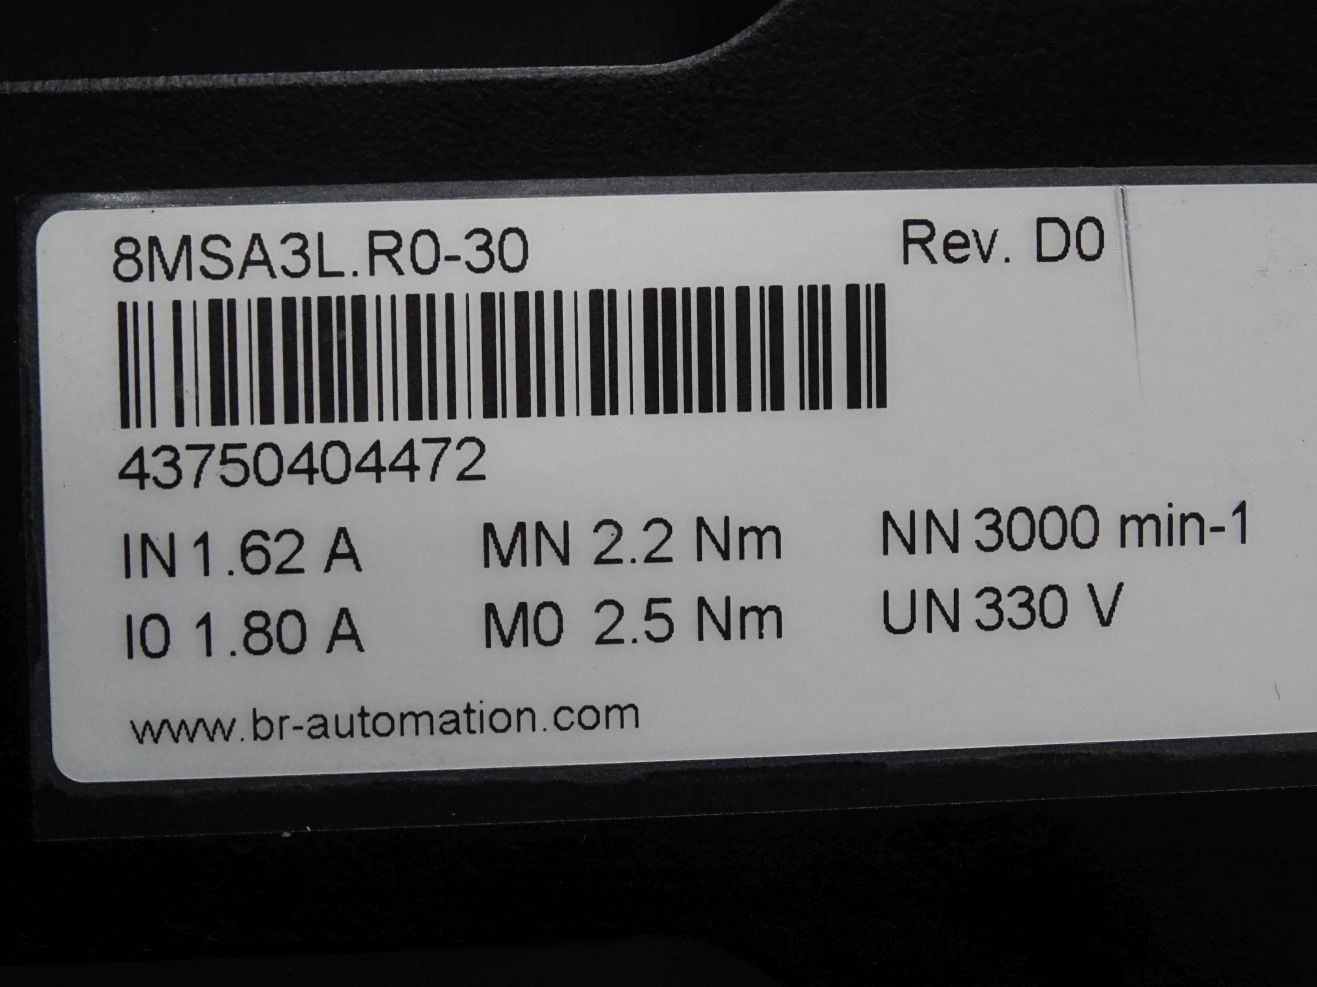 8MSA3L.R0-30 Rev. D0
43750404472
IN 1.62 A MN 2.2 Nm NN 3000 min-1
I0 1.80 A M0 2.5 Nm UN 330 V
www.br-automation.com